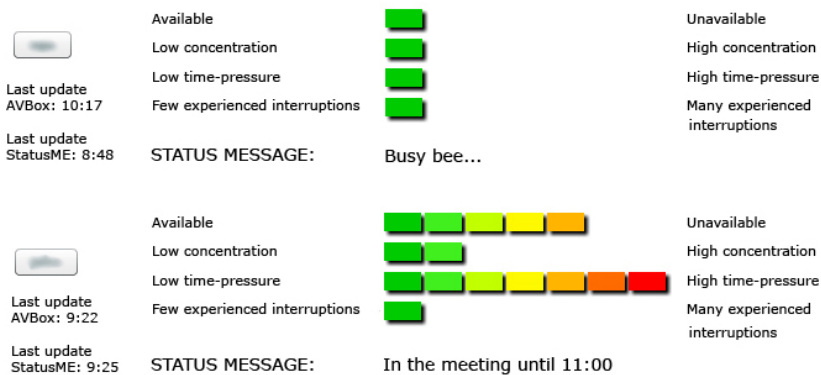 Available Unavailable
Low concentration High concentration
Low time-pressure High time-pressure
Last update
AVBox: 10:17
Few experienced interruptions Many experienced
interruptions
Last update
StatusME: 8:48
STATUS MESSAGE: Busy bee...
Available Unavailable
Low concentration High concentration
Low time-pressure High time-pressure
Last update
AVBox: 9:22
Few experienced interruptions Many experienced
interruptions
Last update
StatusME: 9:25
STATUS MESSAGE: In the meeting until 11:00